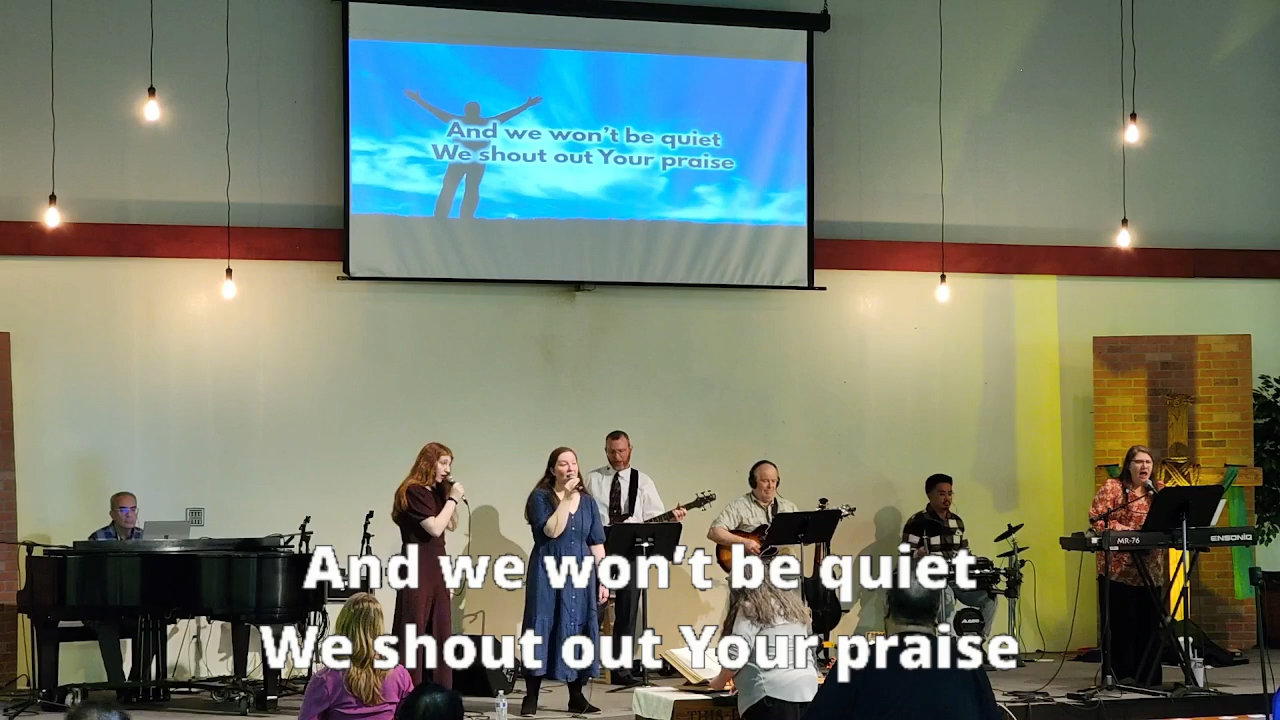 And we won't be quiet
We shout out Your praise
MR-76
ensoniq
And we won't be quiet
We shout out Your praise
THIS